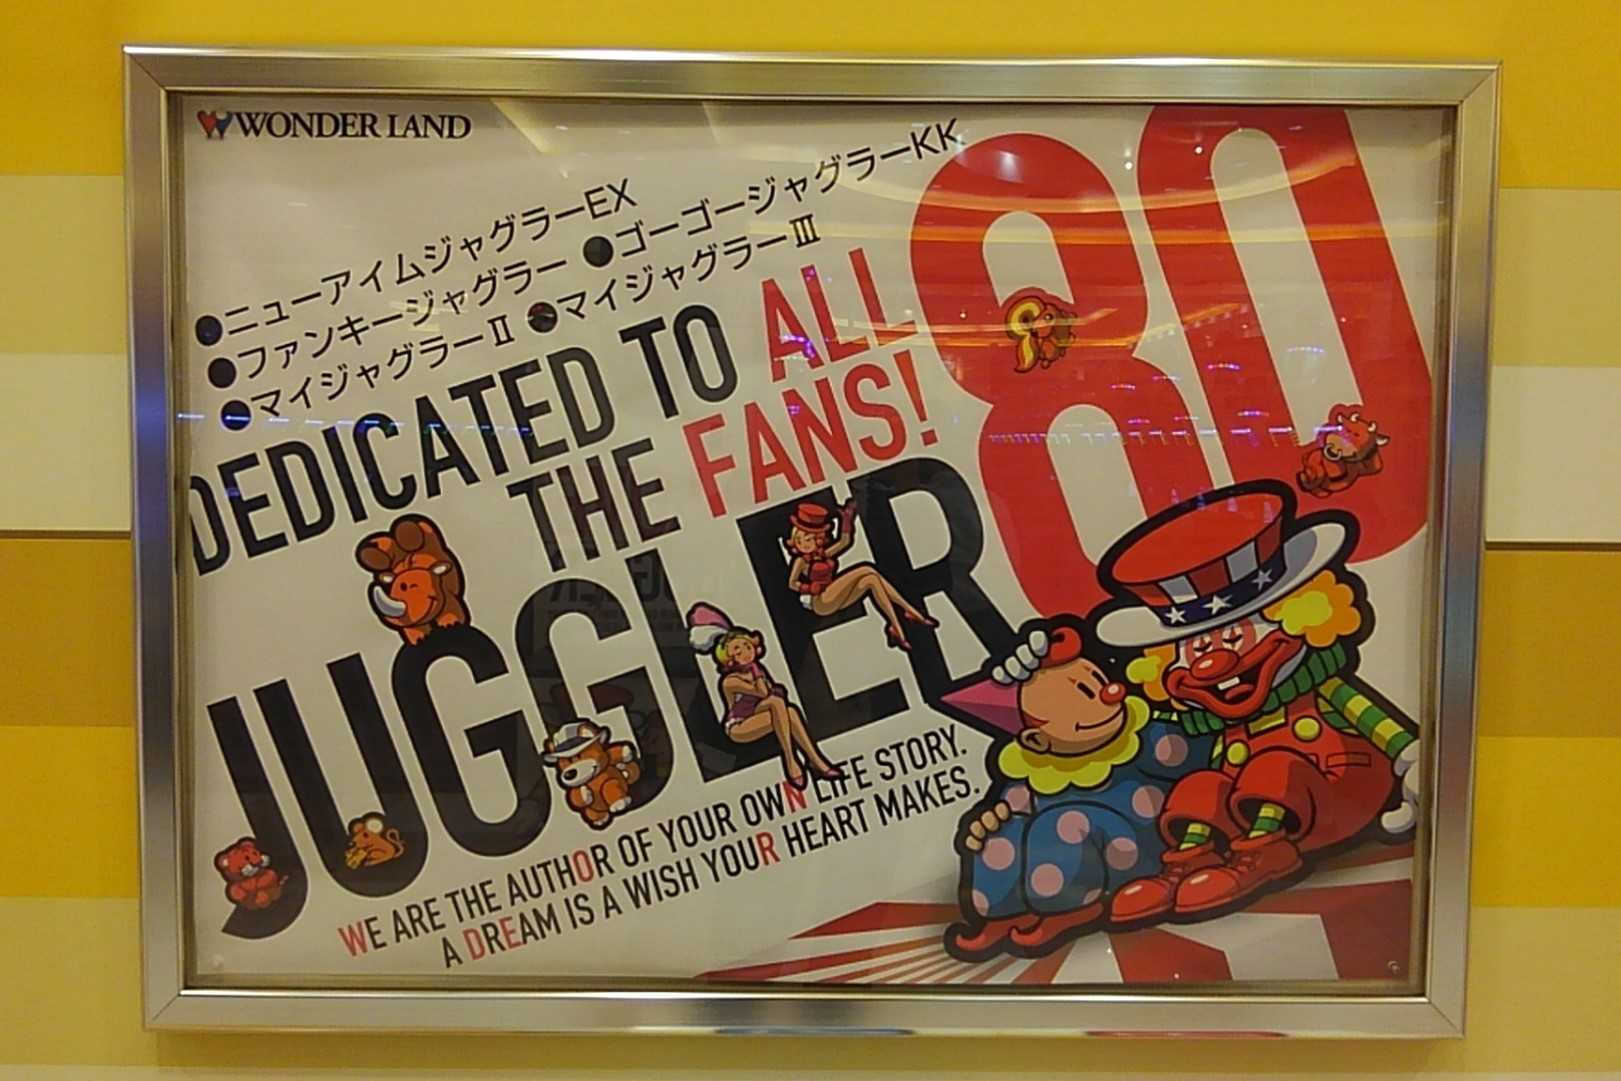 WONDER LAND
●ニューアイムジャグラーEX
●ファンキージャグラー ●ゴーゴージャグラーKK
●マイジャグラーⅡ ●マイジャグラーⅢ
DEDICATED TO ALL
THE FANS!
JUGGLER 80
WE ARE THE AUTHOR OF YOUR OWN LIFE STORY.
A DREAM IS A WISH YOUR HEART MAKES.